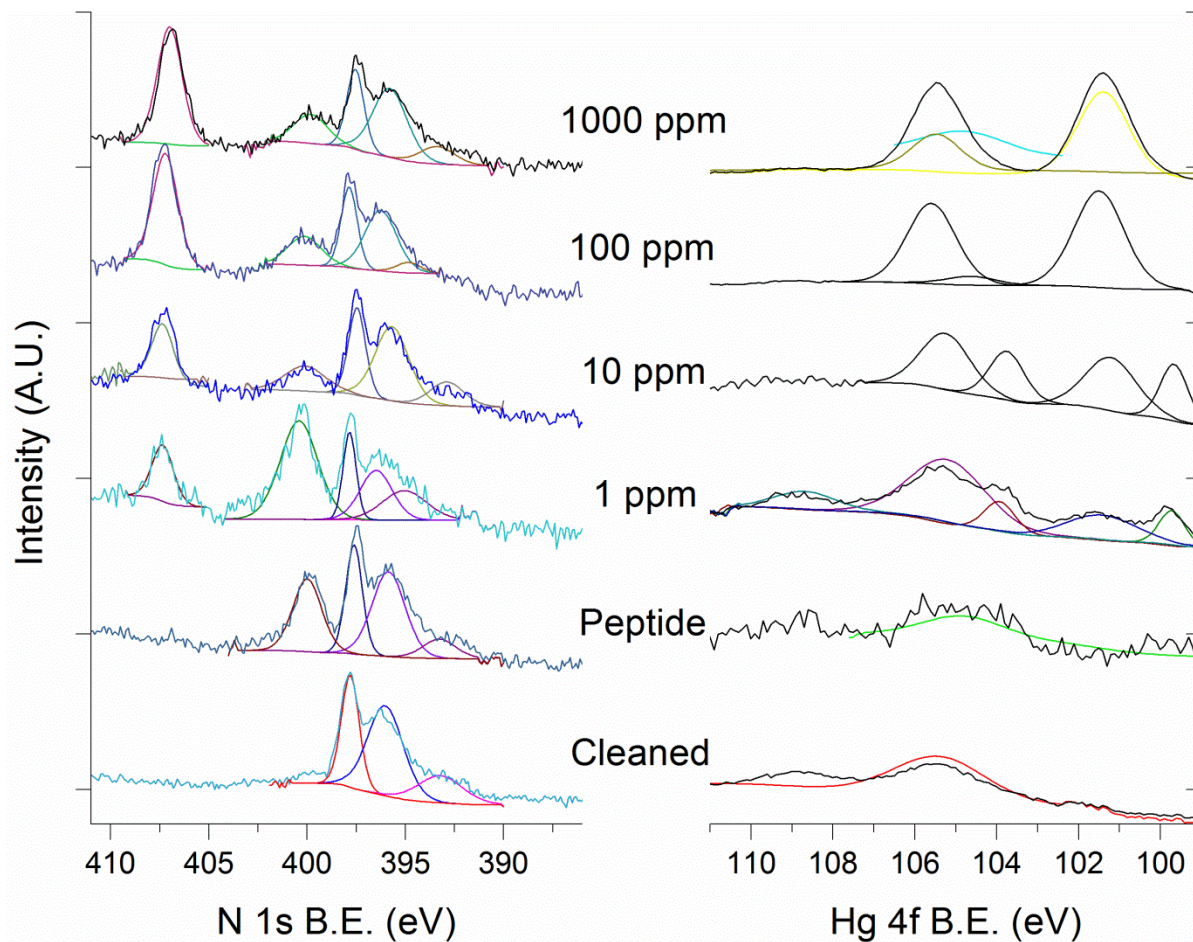 Intensity (A.U.)
1000 ppm
100 ppm
10 ppm
1 ppm
Peptide
Cleaned
410 405 400 395 390
110 108 106 104 102 100
N 1s B.E. (eV)
Hg 4f B.E. (eV)